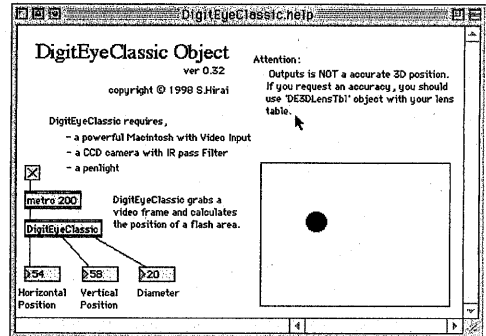 DigitEyeClassic.help
DigitEyeClassic Object
ver 0.32
copyright © 1998 S.Hirai
Attention:
Outputs is NOT a accurate 3D position.
If you request an accuracy, you should
use 'DE3DLensTbl' object with your lens
table.
DigitEyeClassic requires,
- a powerful Macintosh with Video Input
- a CCD camera with IR pass Filter
- a penlight
metro 200
DigitEyeClassic
DigitEyeClassic grabs a
video frame and calculates
the position of a flash area.
54
58
20
Horizontal
Position
Vertical
Position
Diameter